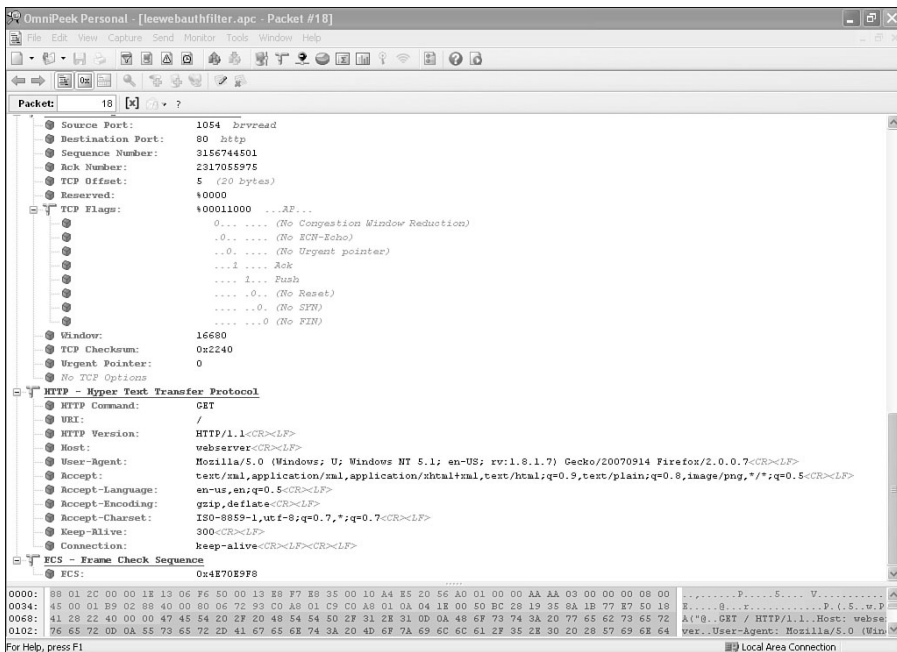 OmniPeek Personal - [leewebauthfilter.apc - Packet #18]
File Edit View Capture Send Monitor Tools Window Help
Packet: 18
Source Port: 1054 brvread
Destination Port: 80 http
Sequence Number: 3156744501
Ack Number: 2317055975
TCP Offset: 5 (20 bytes)
Reserved: %0000
TCP Flags: %00011000 ...AP...
0... .... (No Congestion Window Reduction)
.0.. .... (No ECN-Echo)
..0. .... (No Urgent pointer)
...1 .... Ack
.... 1... Push
.... .0.. (No Reset)
.... ..0. (No SYN)
.... ...0 (No FIN)
Window: 16680
TCP Checksum: 0x2240
Urgent Pointer: 0
No TCP Options
HTTP - Hyper Text Transfer Protocol
HTTP Command: GET
URI: /
HTTP Version: HTTP/1.1<CR><LF>
Host: webserver<CR><LF>
User-Agent: Mozilla/5.0 (Windows; U; Windows NT 5.1; en-US; rv:1.8.1.7) Gecko/20070914 Firefox/2.0.0.7<CR><LF>
Accept: text/xml,application/xml,application/xhtml+xml,text/html;q=0.9,text/plain;q=0.8,image/png,*/*;q=0.5<CR><LF>
Accept-Language: en-us,en;q=0.5<CR><LF>
Accept-Encoding: gzip,deflate<CR><LF>
Accept-Charset: ISO-8859-1,utf-8;q=0.7,*;q=0.7<CR><LF>
Keep-Alive: 300<CR><LF>
Connection: keep-alive<CR><LF><CR><LF>
FCS - Frame Check Sequence
FCS: 0x4E70E9F8
0000: 88 01 2C 00 00 1E 13 06 F6 50 00 13 E8 F7 E8 35 00 10 A4 E5 20 56 A0 01 00 00 AA AA 03 00 00 00 08 00 ..,......P.....5.... V............
0034: 45 00 01 B9 02 88 40 00 80 06 72 93 C0 A8 01 C9 C0 A8 01 0A 04 1E 00 50 BC 28 19 35 8A 1B 77 E7 50 18 E.....@...r............P.(.5..w.P
0068: 41 28 22 40 00 00 47 45 54 20 2F 20 48 54 54 50 2F 31 2E 31 0D 0A 48 6F 73 74 3A 20 77 65 62 73 65 72 A("@..GET / HTTP/1.1..Host: webse
0102: 76 65 72 0D 0A 55 73 65 72 2D 41 67 65 6E 74 3A 20 4D 6F 7A 69 6C 6C 61 2F 35 2E 30 20 28 57 69 6E 64 ver..User-Agent: Mozilla/5.0 (Win
For Help, press F1 Local Area Connection